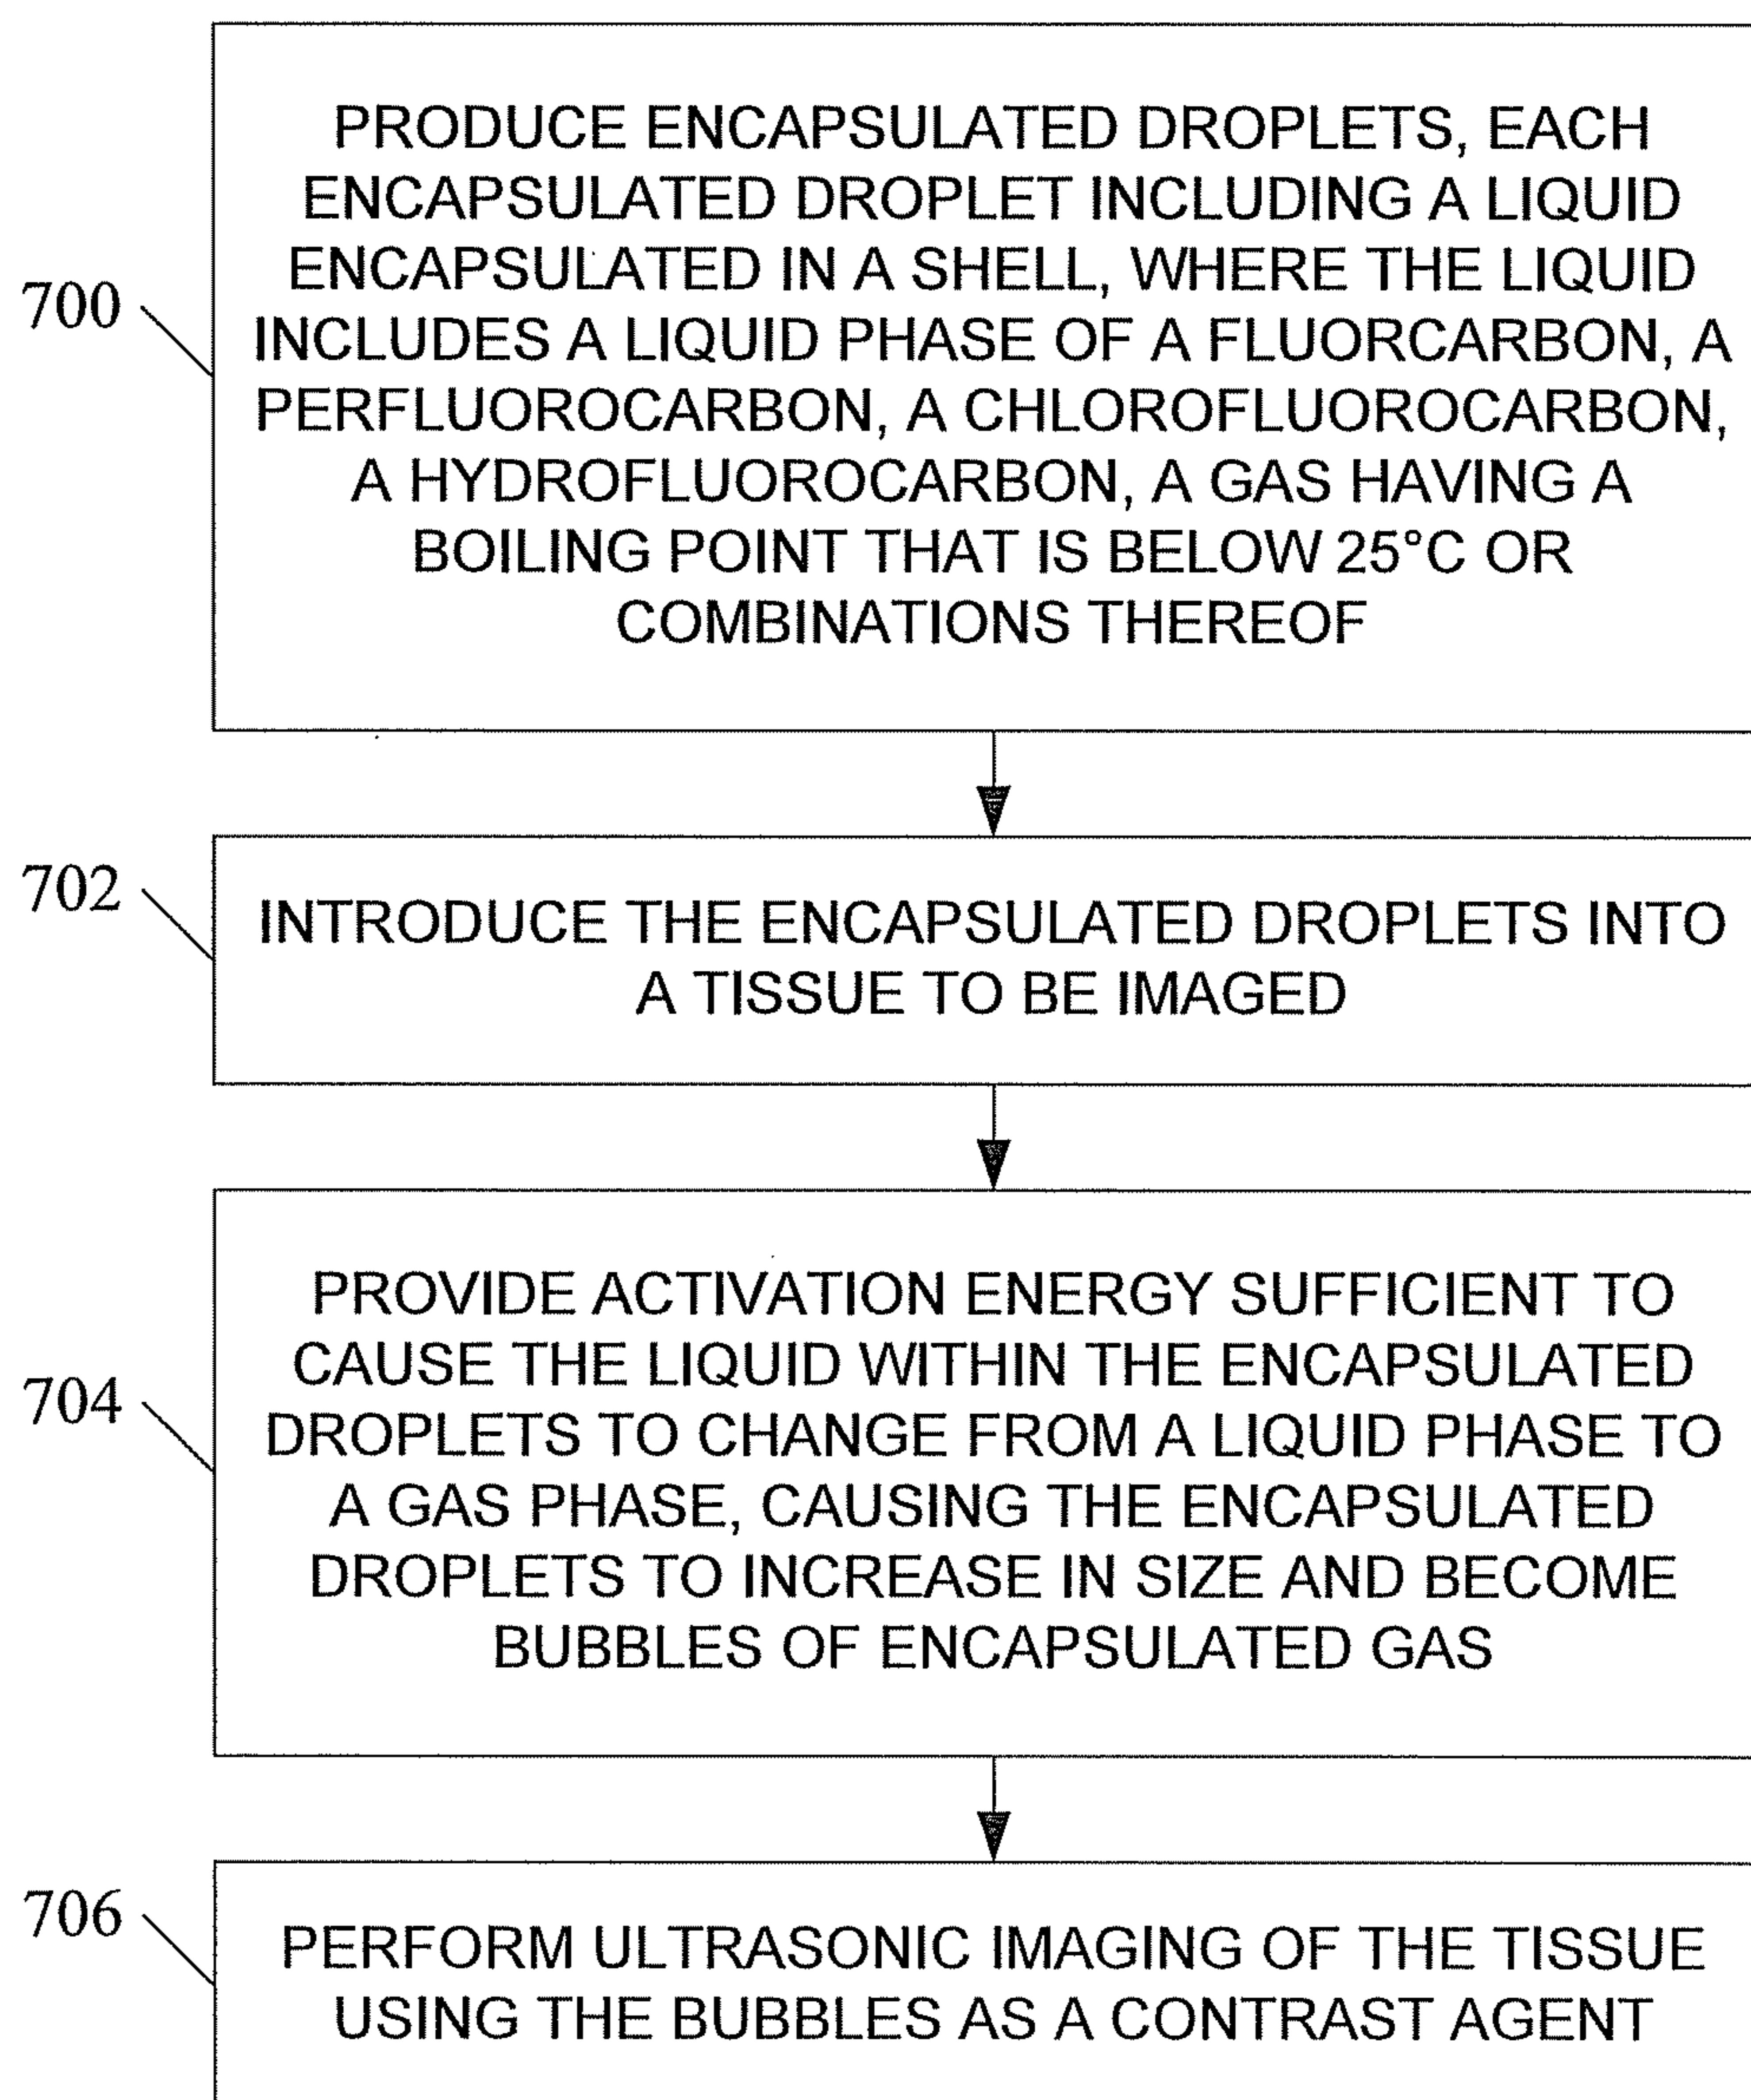 PRODUCE ENCAPSULATED DROPLETS, EACH
ENCAPSULATED DROPLET INCLUDING A LIQUID
ENCAPSULATED IN A SHELL, WHERE THE LIQUID
INCLUDES A LIQUID PHASE OF A FLUORCARBON, A
PERFLUOROCARBON, A CHLOROFLUOROCARBON,
A HYDROFLUOROCARBON, A GAS HAVING A
BOILING POINT THAT IS BELOW 25°C OR
COMBINATIONS THEREOF
700
702
INTRODUCE THE ENCAPSULATED DROPLETS INTO
A TISSUE TO BE IMAGED
704
PROVIDE ACTIVATION ENERGY SUFFICIENT TO
CAUSE THE LIQUID WITHIN THE ENCAPSULATED
DROPLETS TO CHANGE FROM A LIQUID PHASE TO
A GAS PHASE, CAUSING THE ENCAPSULATED
DROPLETS TO INCREASE IN SIZE AND BECOME
BUBBLES OF ENCAPSULATED GAS
706
PERFORM ULTRASONIC IMAGING OF THE TISSUE
USING THE BUBBLES AS A CONTRAST AGENT